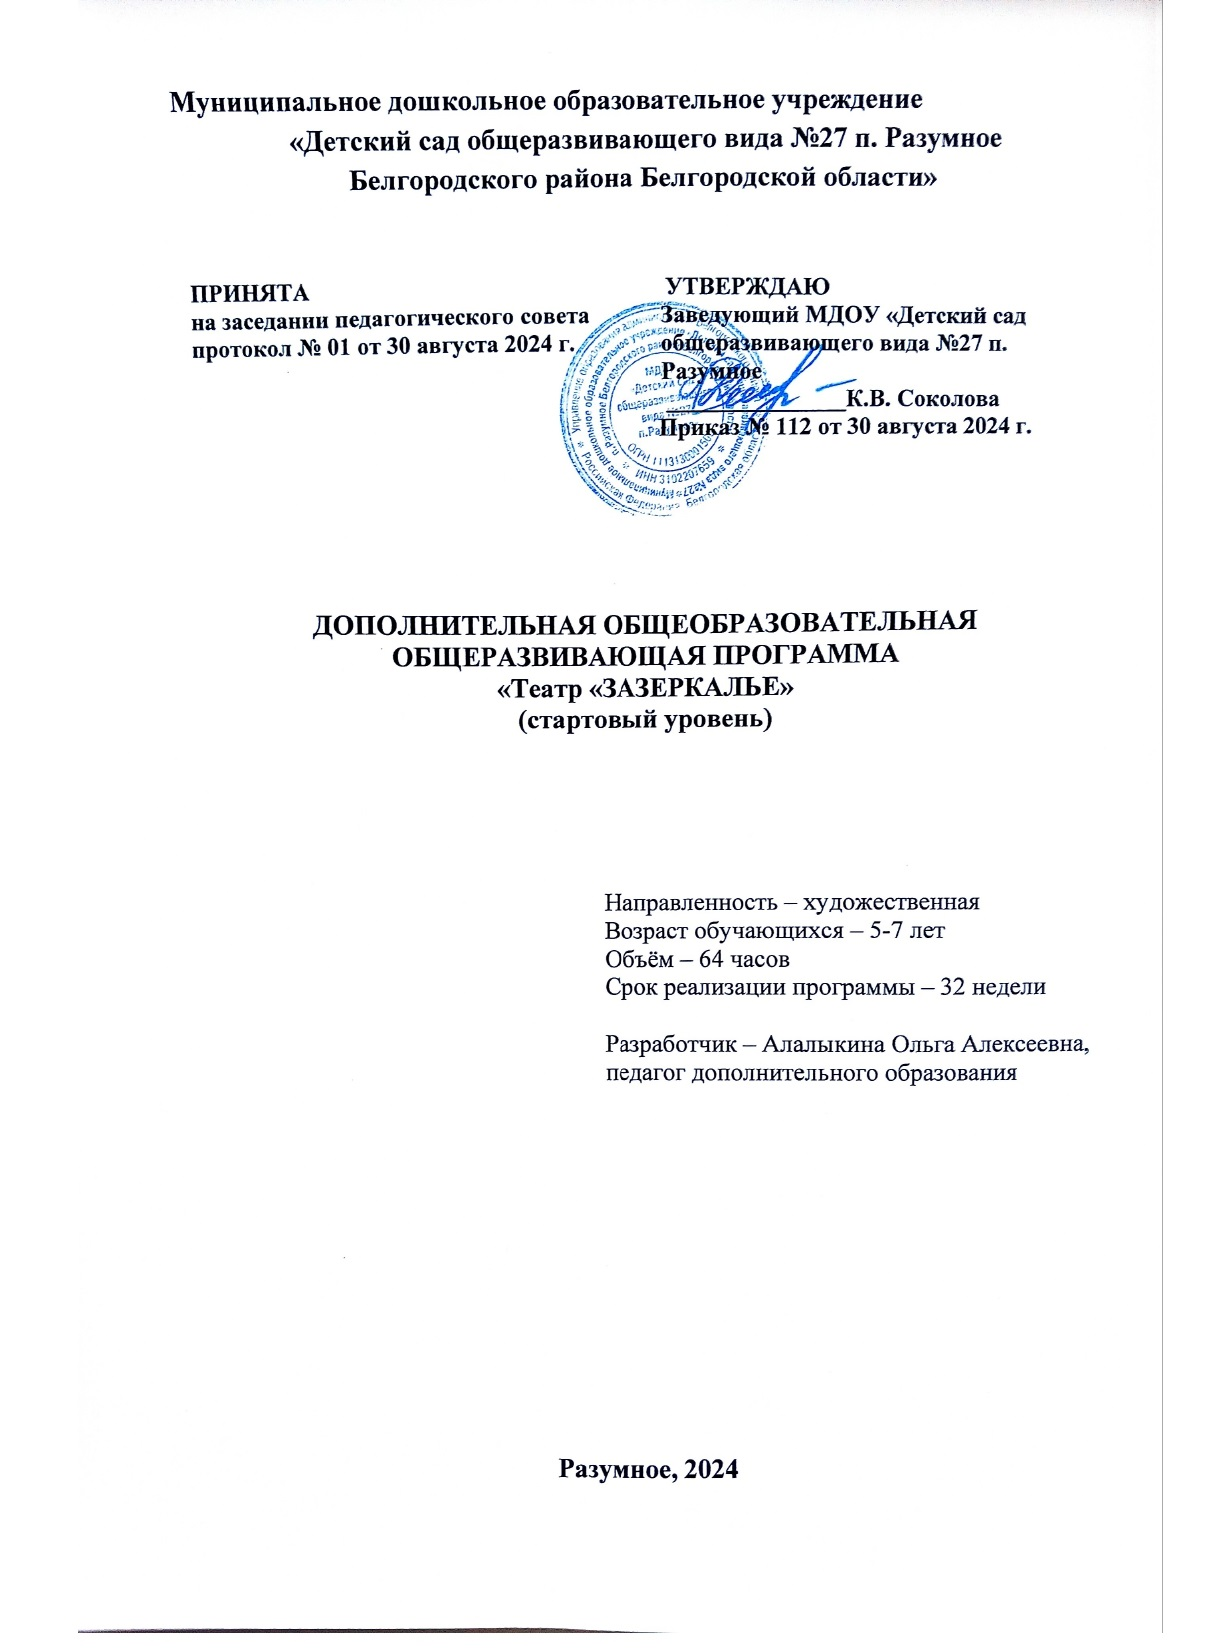 Муниципальное дошкольное образовательное учреждение
«Детский сад общеразвивающего вида №27 п. Разумное
Белгородского района Белгородской области»
ПРИНЯТА
на заседании педагогического совета
протокол № 01 от 30 августа 2024 г.
УТВЕРЖДАЮ
Заведующий МДОУ «Детский сад
общеразвивающего вида №27 п.
Разумное
К.В. Соколова
Приказ № 112 от 30 августа 2024 г.
ДОПОЛНИТЕЛЬНАЯ ОБЩЕОБРАЗОВАТЕЛЬНАЯ
ОБЩЕРАЗВИВАЮЩАЯ ПРОГРАММА
«Театр «ЗАЗЕРКАЛЬЕ»
(стартовый уровень)
Направленность – художественная
Возраст обучающихся – 5-7 лет
Объём – 64 часов
Срок реализации программы – 32 недели
Разработчик – Алалыкина Ольга Алексеевна,
педагог дополнительного образования
Разумное, 2024